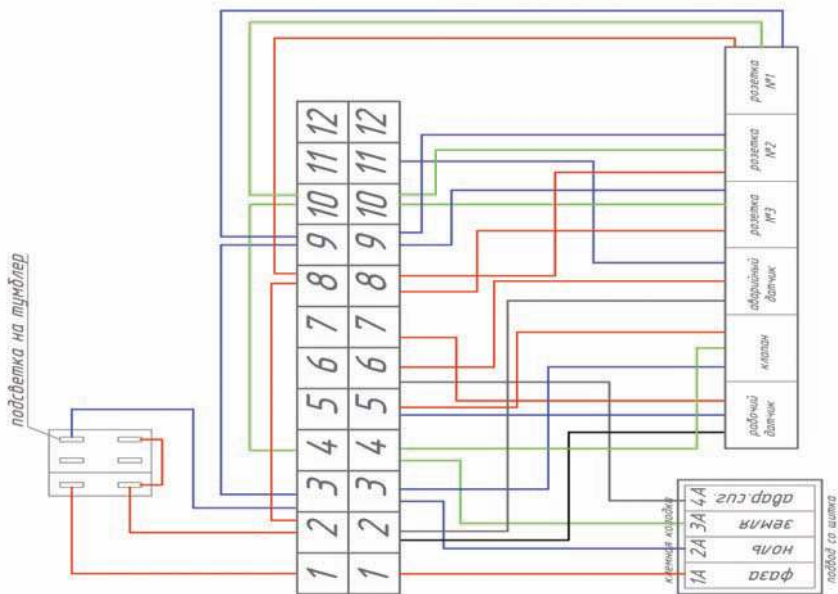 подсветка на тумблер
12 11 10 9 8 7 6 5 4 3 2 1
12 11 10 9 8 7 6 5 4 3 2 1
розетка
№1
розетка
№2
розетка
№3
аварийный
датчик
клапан
рабочий
датчик
клемная колодка
4А авар.сиг.
3А земля
2А ноль
1А фаза
подвод со щитка